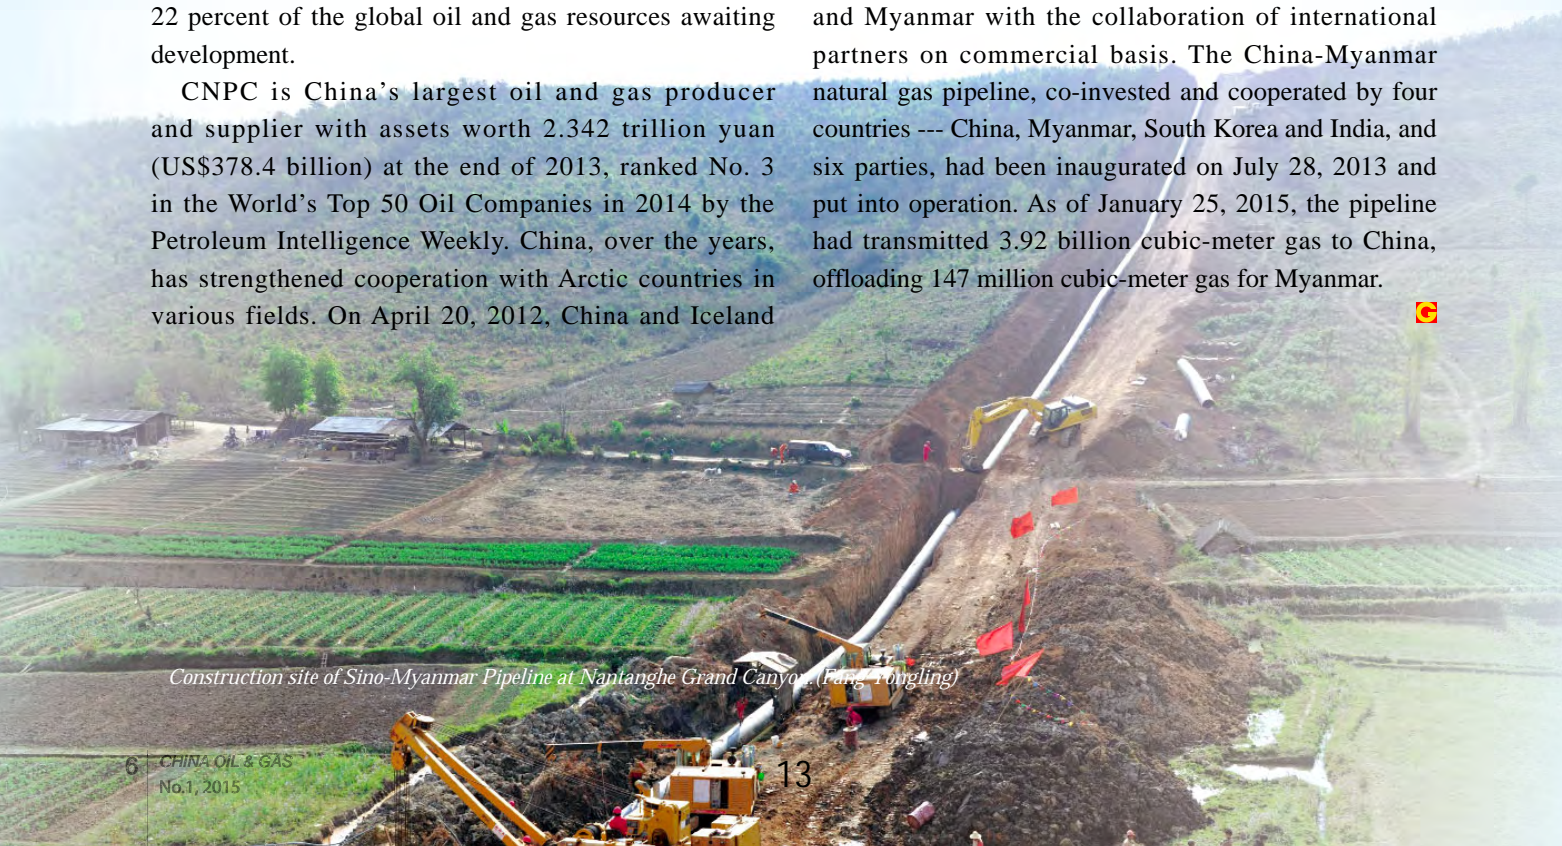 22 percent of the global oil and gas resources awaiting
development.
CNPC is China's largest oil and gas producer
and supplier with assets worth 2.342 trillion yuan
(US$378.4 billion) at the end of 2013, ranked No. 3
in the World's Top 50 Oil Companies in 2014 by the
Petroleum Intelligence Weekly. China, over the years,
has strengthened cooperation with Arctic countries in
various fields. On April 20, 2012, China and Iceland
and Myanmar with the collaboration of international
partners on commercial basis. The China-Myanmar
natural gas pipeline, co-invested and cooperated by four
countries --- China, Myanmar, South Korea and India, and
six parties, had been inaugurated on July 28, 2013 and
put into operation. As of January 25, 2015, the pipeline
had transmitted 3.92 billion cubic-meter gas to China,
offloading 147 million cubic-meter gas for Myanmar.
G
Construction site of Sino-Myanmar Pipeline at Nantanghe Grand Canyon.(Fang Yongling)
6
CHINA OIL & GAS
No.1, 2015
13